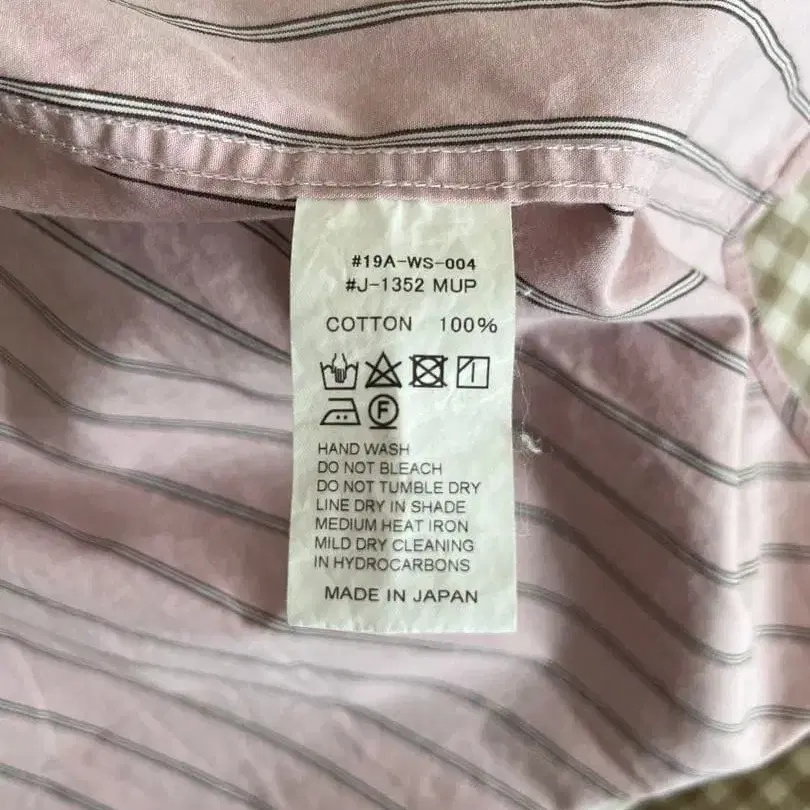 #19A-WS-004
#J-1352 MUP
COTTON 100%
F
HAND WASH
DO NOT BLEACH
DO NOT TUMBLE DRY
LINE DRY IN SHADE
MEDIUM HEAT IRON
MILD DRY CLEANING
IN HYDROCARBONS
MADE IN JAPAN